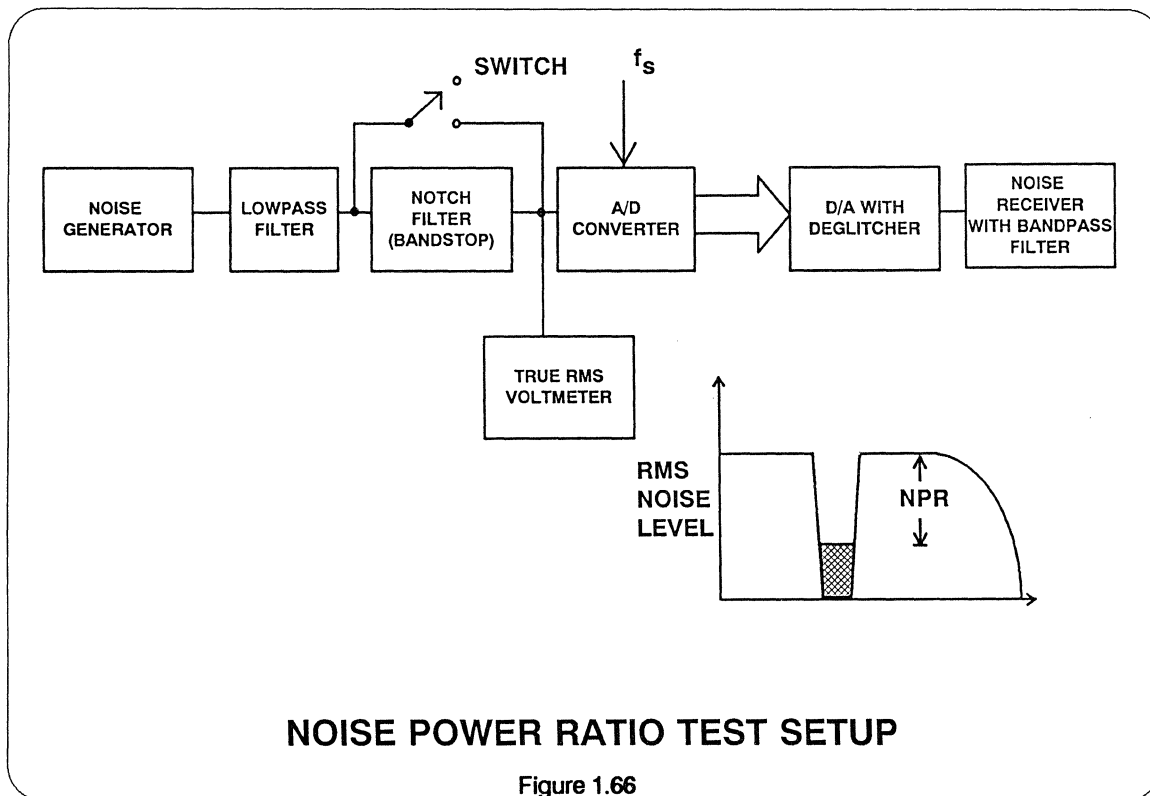 SWITCH
fs
NOISE
GENERATOR
LOWPASS
FILTER
NOTCH
FILTER
(BANDSTOP)
A/D
CONVERTER
D/A WITH
DEGLITCHER
NOISE
RECEIVER
WITH BANDPASS
FILTER
TRUE RMS
VOLTMETER
RMS
NOISE
LEVEL
NPR
NOISE POWER RATIO TEST SETUP
Figure 1.66